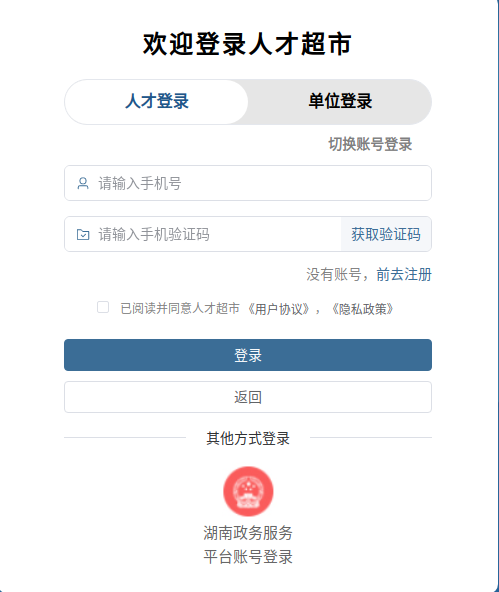 欢迎登录人才超市
人才登录 单位登录
切换账号登录
请输入手机号
请输入手机验证码 获取验证码
没有账号，前去注册
已阅读并同意人才超市《用户协议》，《隐私政策》
登录
返回
其他方式登录
湖南政务服务
平台账号登录